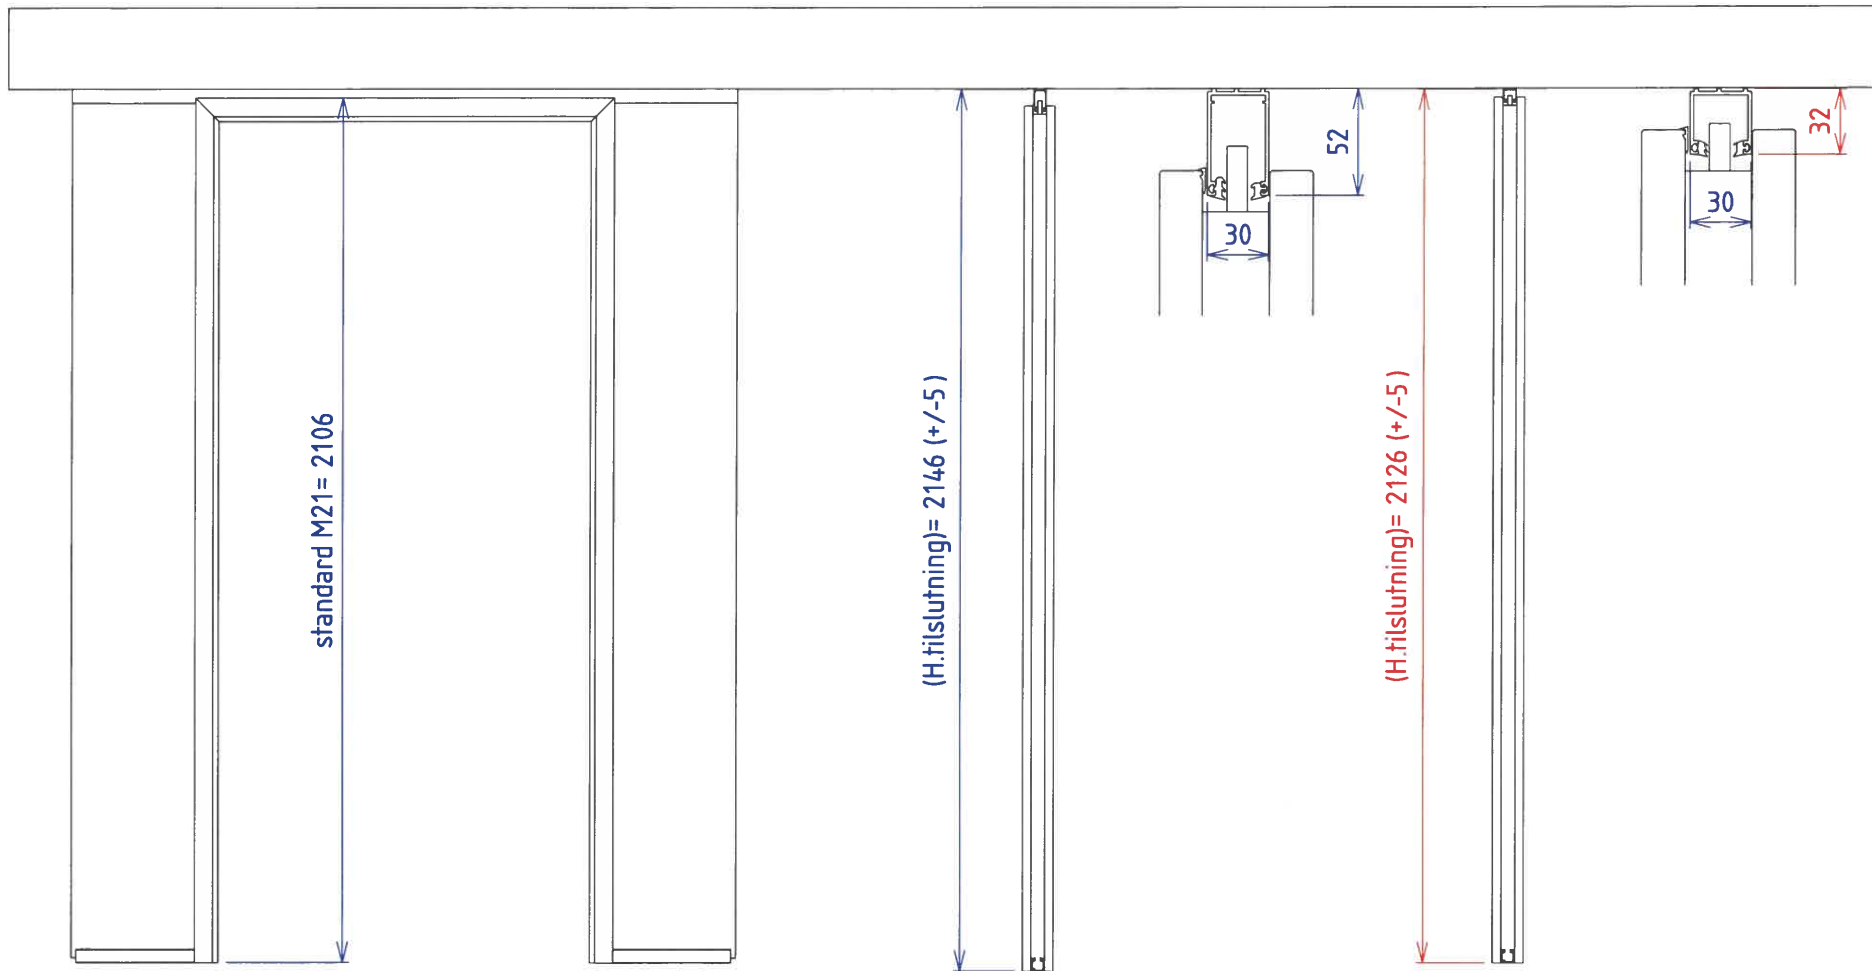 standard M21= 2106
(H.tilslutning)= 2146 (+/-5)
52
30
(H.tilslutning)= 2126 (+/-5)
32
30